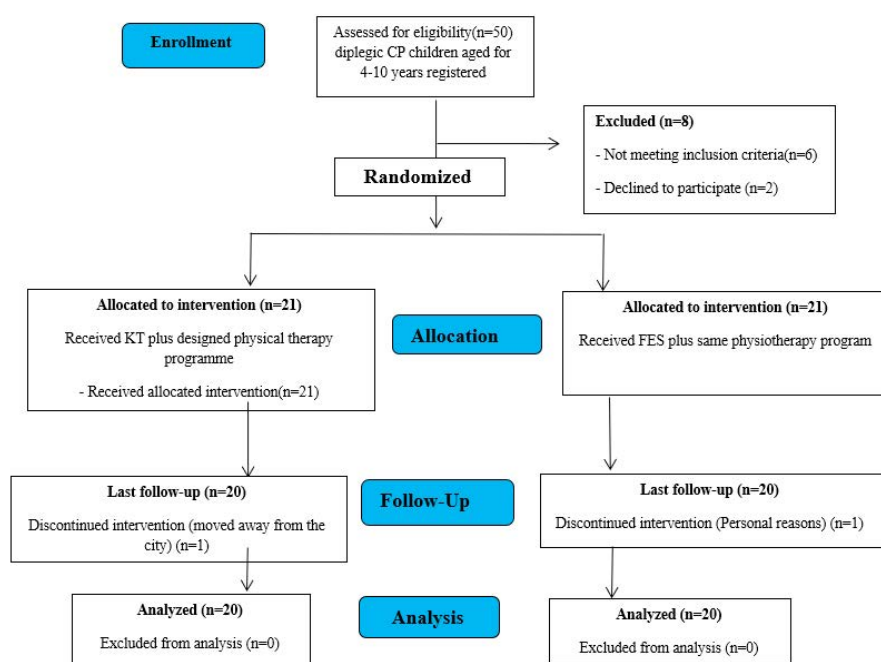 Enrollment
Assessed for eligibility(n=50)
diplegic CP children aged for
4-10 years registered
Excluded (n=8)
- Not meeting inclusion criteria(n=6)
- Declined to participate (n=2)
Randomized
Allocated to intervention (n=21)
Received KT plus designed physical therapy
programme
- Received allocated intervention(n=21)
Allocation
Allocated to intervention (n=21)
Received FES plus same physiotherapy program
Last follow-up (n=20)
Discontinued intervention (moved away from the
city) (n=1)
Follow-Up
Last follow-up (n=20)
Discontinued intervention (Personal reasons) (n=1)
Analyzed (n=20)
Excluded from analysis (n=0)
Analysis
Analyzed (n=20)
Excluded from analysis (n=0)